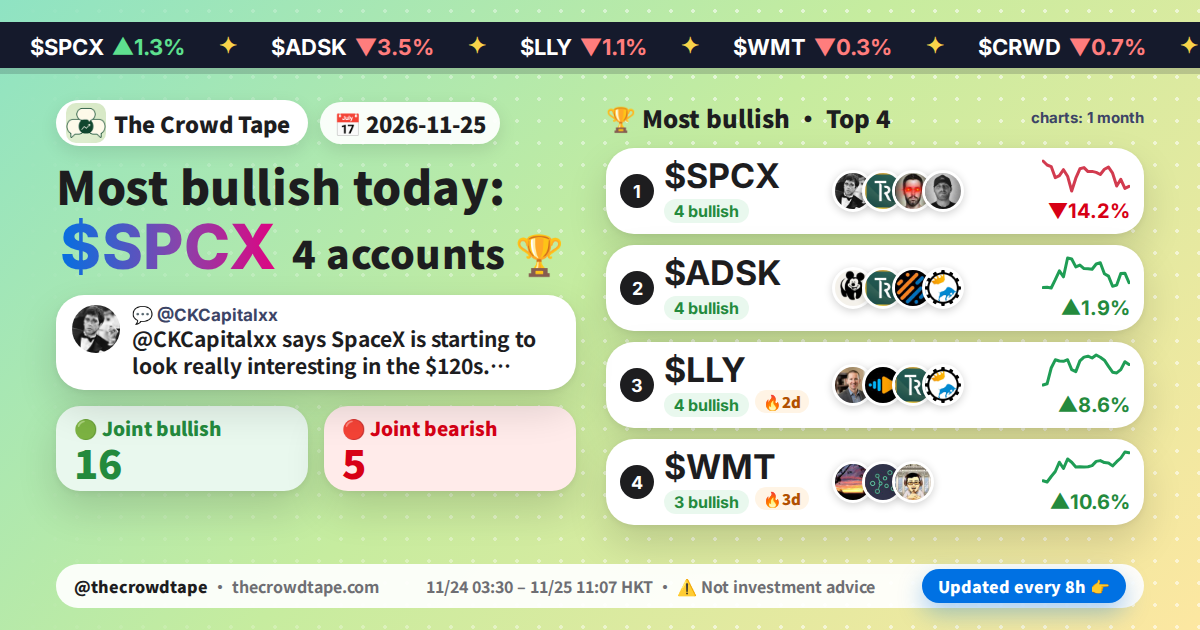 $SPCX ▲1.3% ✦ $ADSK ▼3.5% ✦ $LLY ▼1.1% ✦ $WMT ▼0.3% ✦ $CRWD ▼0.7% ✦
The Crowd Tape
📅 2026-11-25
Most bullish today:
$SPCX 4 accounts 🏆
💬 @CKCapitalxx
@CKCapitalxx says SpaceX is starting to
look really interesting in the $120s.…
🟢 Joint bullish
16
🔴 Joint bearish
5
🏆 Most bullish • Top 4
charts: 1 month
1
$SPCX
4 bullish
▼14.2%
2
$ADSK
4 bullish
▲1.9%
3
$LLY
4 bullish
🔥2d
▲8.6%
4
$WMT
3 bullish
🔥3d
▲10.6%
@thecrowdtape • thecrowdtape.com
11/24 03:30 – 11/25 11:07 HKT • ⚠️ Not investment advice
Updated every 8h 👉